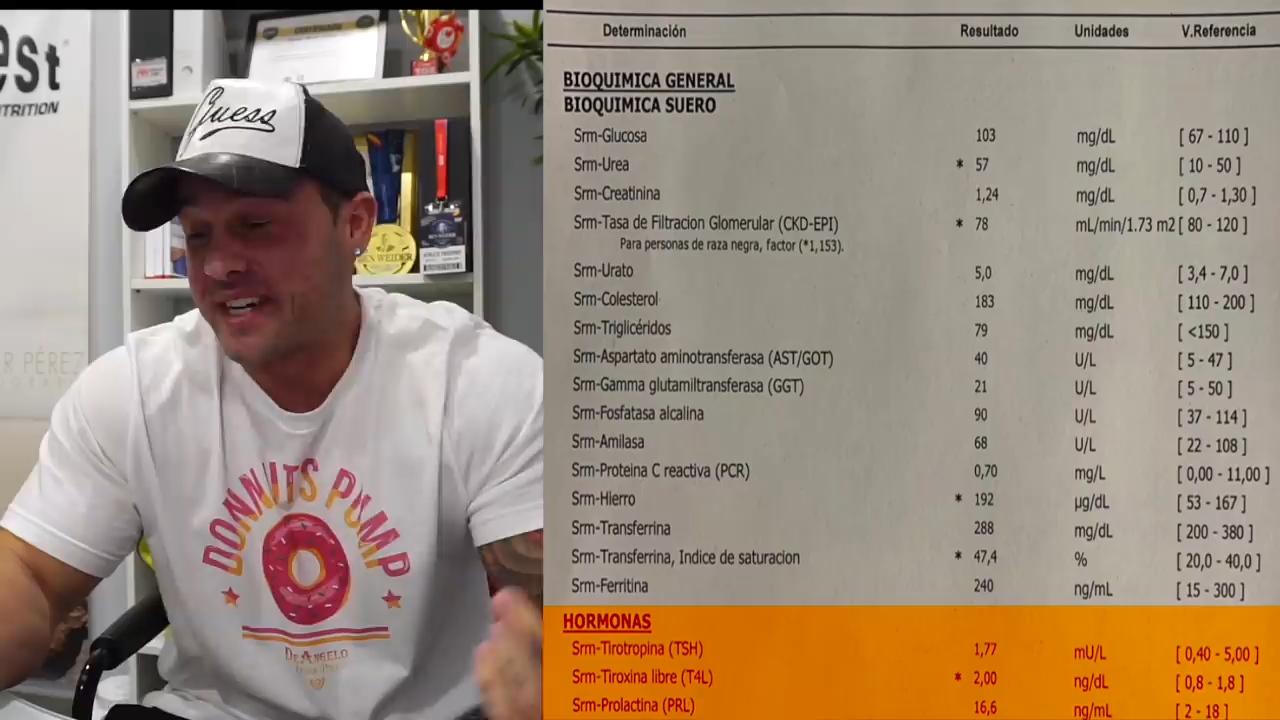 est
NUTRITION
R PÉREZ
Guess
BEN WEIDER
DONNUTS PUMP
DEANGELO
Determinación Resultado Unidades V.Referencia
BIOQUIMICA GENERAL
BIOQUIMICA SUERO
Srm-Glucosa 103 mg/dL [ 67 - 110 ]
Srm-Urea * 57 mg/dL [ 10 - 50 ]
Srm-Creatinina 1,24 mg/dL [ 0,7 - 1,30 ]
Srm-Tasa de Filtracion Glomerular (CKD-EPI) * 78 mL/min/1.73 m2 [ 80 - 120 ]
Para personas de raza negra, factor (*1,153).
Srm-Urato 5,0 mg/dL [ 3,4 - 7,0 ]
Srm-Colesterol 183 mg/dL [ 110 - 200 ]
Srm-Triglicéridos 79 mg/dL [ <150 ]
Srm-Aspartato aminotransferasa (AST/GOT) 40 U/L [ 5 - 47 ]
Srm-Gamma glutamiltransferasa (GGT) 21 U/L [ 5 - 50 ]
Srm-Fosfatasa alcalina 90 U/L [ 37 - 114 ]
Srm-Amilasa 68 U/L [ 22 - 108 ]
Srm-Proteina C reactiva (PCR) 0,70 mg/L [ 0,00 - 11,00 ]
Srm-Hierro * 192 µg/dL [ 53 - 167 ]
Srm-Transferrina 288 mg/dL [ 200 - 380 ]
Srm-Transferrina, Indice de saturacion * 47,4 % [ 20,0 - 40,0 ]
Srm-Ferritina 240 ng/mL [ 15 - 300 ]
HORMONAS
Srm-Tirotropina (TSH) 1,77 mU/L [ 0,40 - 5,00 ]
Srm-Tiroxina libre (T4L) * 2,00 ng/dL [ 0,8 - 1,8 ]
Srm-Prolactina (PRL) 16,6 ng/mL [ 2 - 18 ]